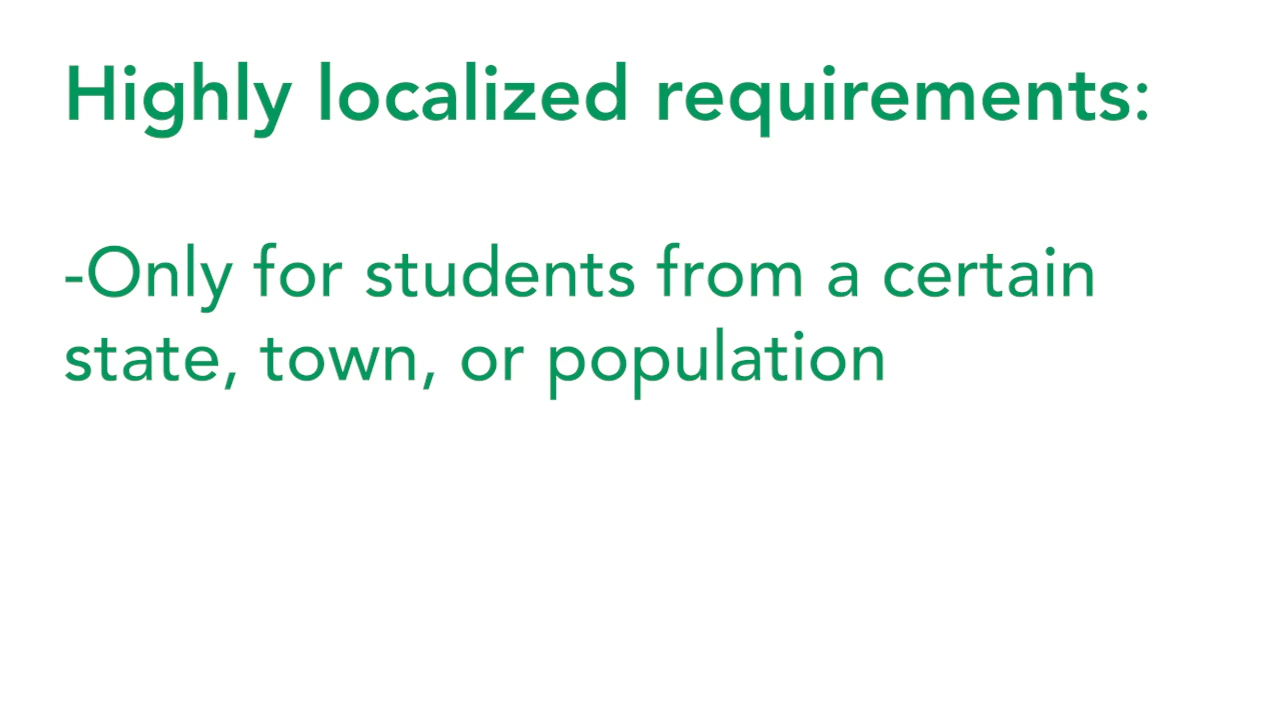 Highly localized requirements:
-Only for students from a certain
state, town, or population